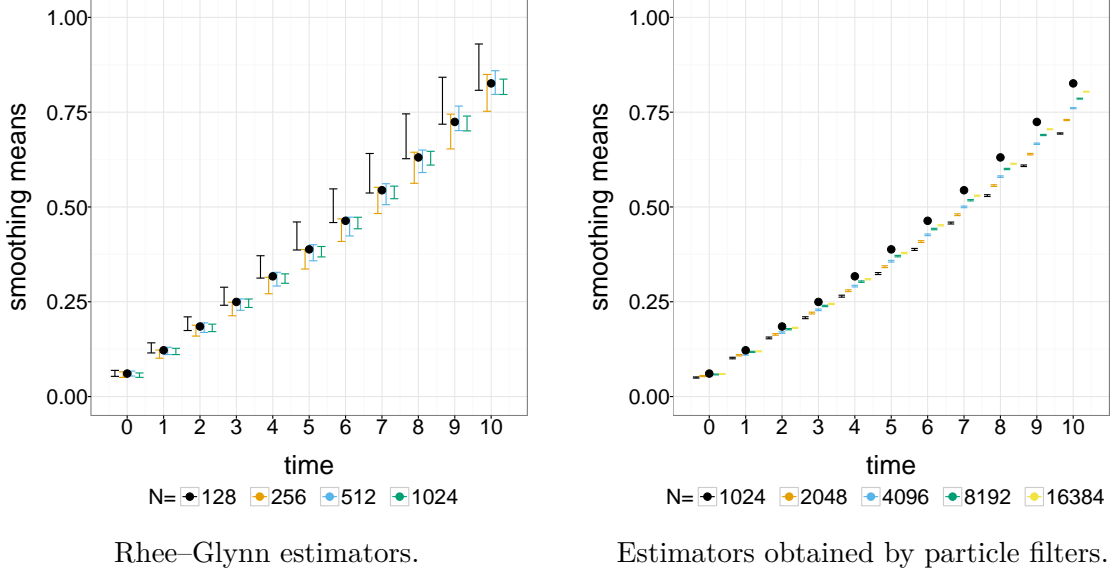 1.00
0.75
0.50
0.25
0.00
smoothing means
0 1 2 3 4 5 6 7 8 9 10
time
N= 128 256 512 1024
Rhee–Glynn estimators.
1.00
0.75
0.50
0.25
0.00
smoothing means
0 1 2 3 4 5 6 7 8 9 10
time
N= 1024 2048 4096 8192 16384
Estimators obtained by particle filters.